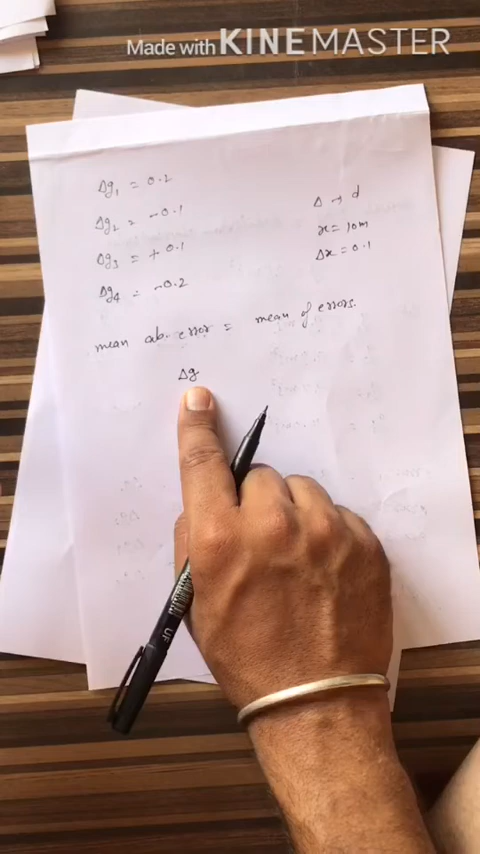 Made with KINEMASTER
Δg₁ = 0.2
Δg₂ = -0.1
Δg₃ = + 0.1
Δg₄ = -0.2
Δ → d
x = 10m
Δx = 0.1
mean ab. error = mean of errors.
Δg
UF